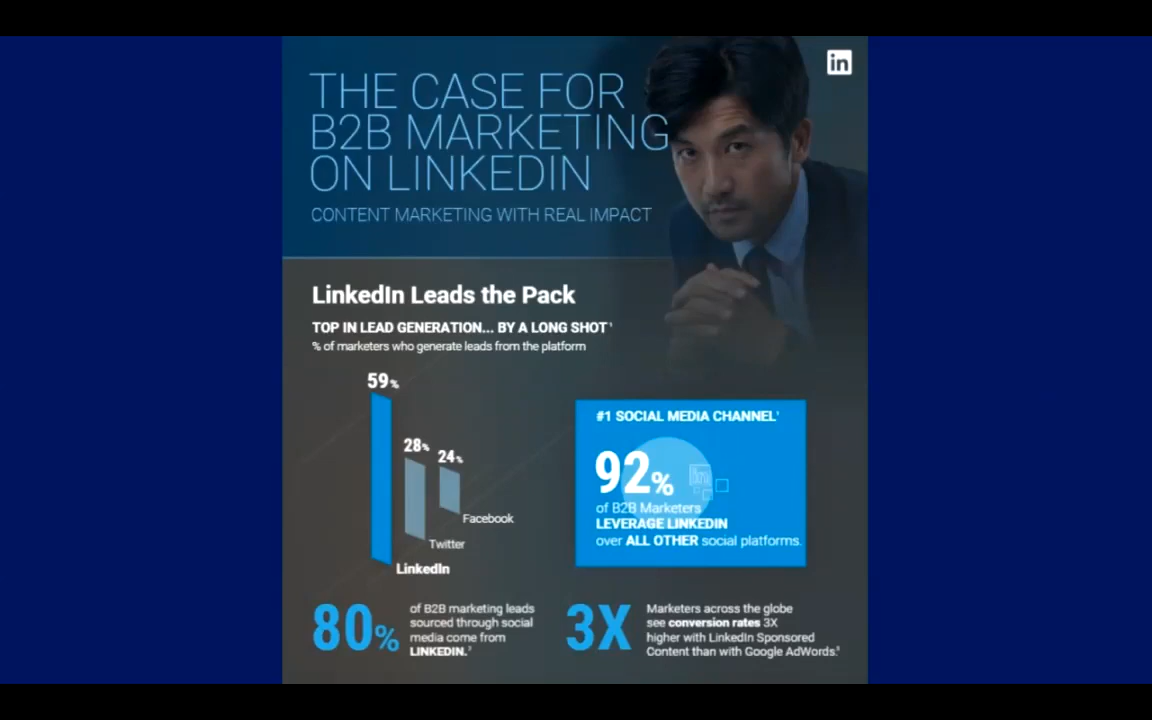 in
THE CASE FOR
B2B MARKETING
ON LINKEDIN
CONTENT MARKETING WITH REAL IMPACT
LinkedIn Leads the Pack
TOP IN LEAD GENERATION... BY A LONG SHOT¹
% of marketers who generate leads from the platform
59%
28%
24%
Facebook
Twitter
LinkedIn
#1 SOCIAL MEDIA CHANNEL¹
92%
in
of B2B Marketers
LEVERAGE LINKEDIN
over ALL OTHER social platforms.
80%
of B2B marketing leads
sourced through social
media come from
LINKEDIN.
3X
Marketers across the globe
see conversion rates 3X
higher with LinkedIn Sponsored
Content than with Google AdWords.